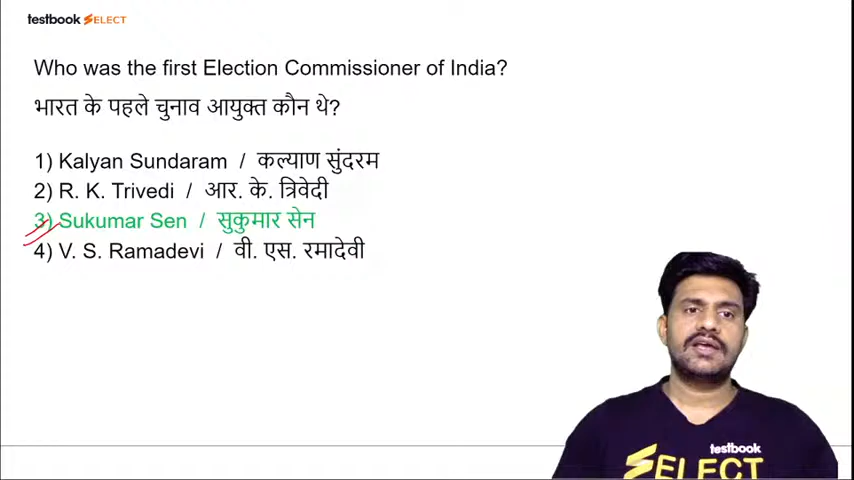 testbook SELECT
Who was the first Election Commissioner of India?
भारत के पहले चुनाव आयुक्त कौन थे?
1) Kalyan Sundaram / कल्याण सुंदरम
2) R. K. Trivedi / आर. के. त्रिवेदी
3) Sukumar Sen / सुकुमार सेन
4) V. S. Ramadevi / वी. एस. रमादेवी
testbook
SELECT